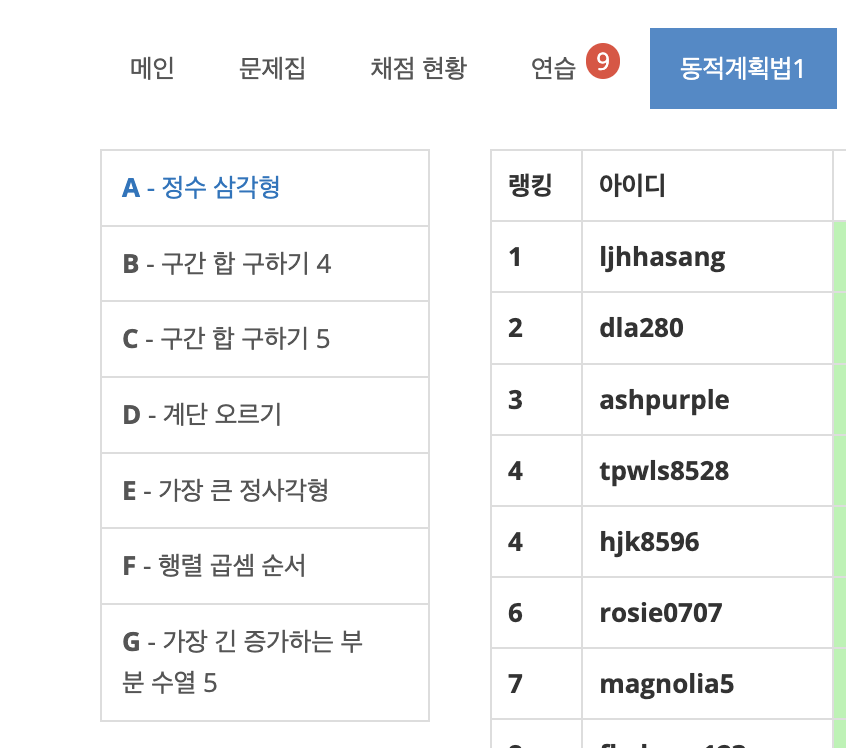 메인 문제집 채점 현황 연습 9 동적계획법1
A - 정수 삼각형
B - 구간 합 구하기 4
C - 구간 합 구하기 5
D - 계단 오르기
E - 가장 큰 정사각형
F - 행렬 곱셈 순서
G - 가장 긴 증가하는 부
분 수열 5
랭킹 아이디
1 ljhhasang
2 dla280
3 ashpurple
4 tpwls8528
4 hjk8596
6 rosie0707
7 magnolia5